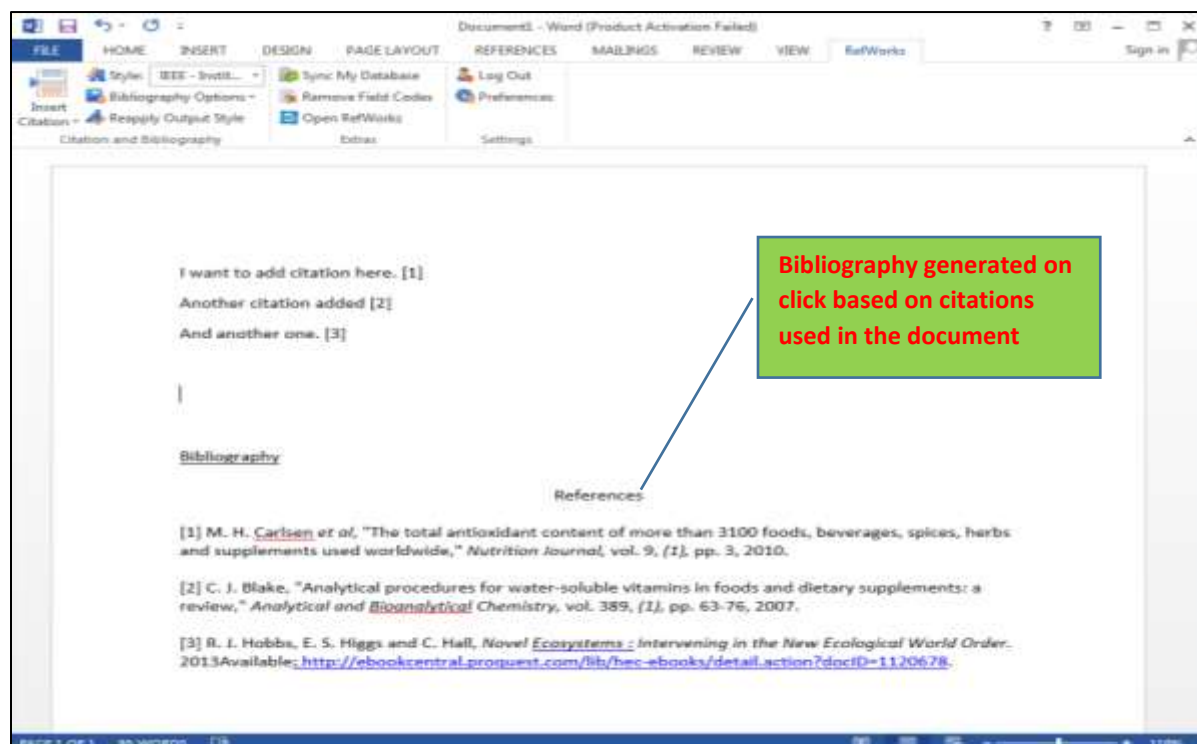 Document1 - Word (Product Activation Failed)
FILE HOME INSERT DESIGN PAGE LAYOUT REFERENCES MAILINGS REVIEW VIEW RefWorks Sign in
Style: IEEE - Instit... Sync My Database Log Out
Insert Citation Bibliography Options Remove Field Codes Preferences
Reapply Output Style Open RefWorks
Citation and Bibliography Extras Settings
I want to add citation here. [1]
Another citation added [2]
And another one. [3]
Bibliography generated on
click based on citations
used in the document
Bibliography
References
[1] M. H. Carlsen et al, "The total antioxidant content of more than 3100 foods, beverages, spices, herbs
and supplements used worldwide," Nutrition Journal, vol. 9, (1), pp. 3, 2010.
[2] C. J. Blake, "Analytical procedures for water-soluble vitamins in foods and dietary supplements: a
review," Analytical and Bioanalytical Chemistry, vol. 389, (1), pp. 63-76, 2007.
[3] R. J. Hobbs, E. S. Higgs and C. Hall, Novel Ecosystems : Intervening in the New Ecological World Order.
2013Available: http://ebookcentral.proquest.com/lib/hec-ebooks/detail.action?docID=1120678.